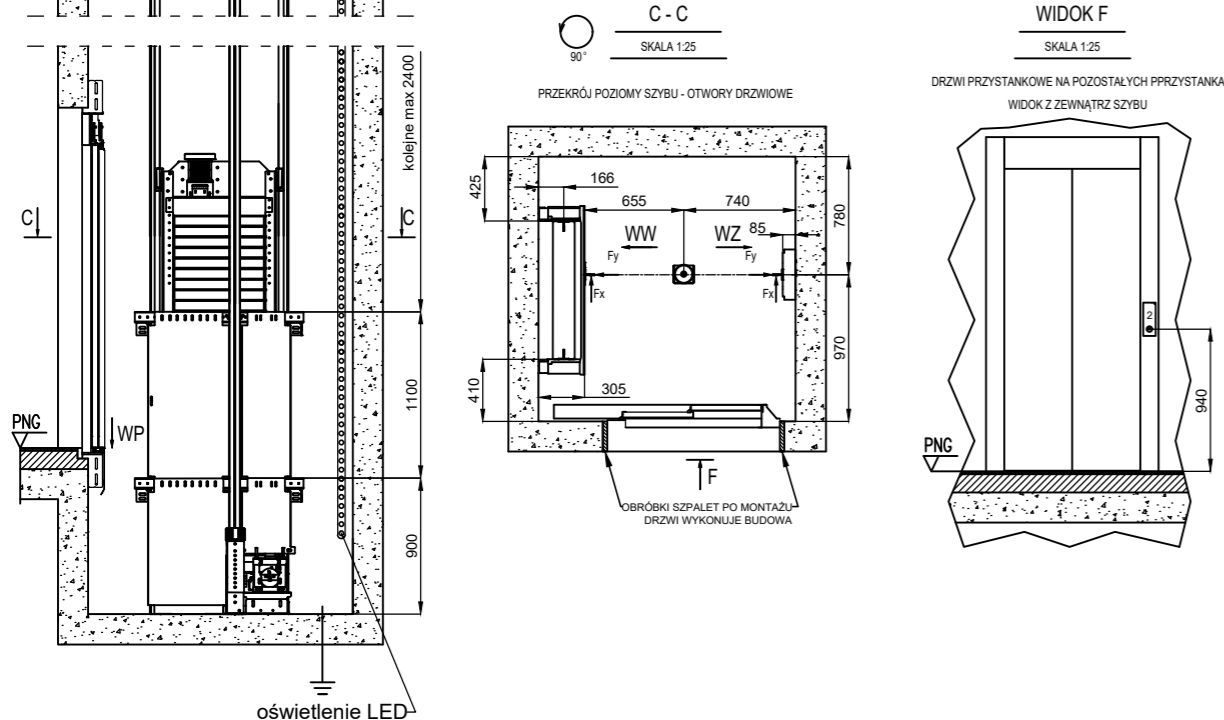 C
C
kolejne max 2400
1100
900
PNG
WP
oświetlenie LED
C - C
SKALA 1:25
90°
PRZEKRÓJ POZIOMY SZYBU - OTWORY DRZWIOWE
425
166
655
740
780
85
WW
WZ
Fy
Fy
Fx
Fx
970
410
305
F
OBRÓBKI SZPALET PO MONTAŻU
DRZWI WYKONUJE BUDOWA
WIDOK F
SKALA 1:25
DRZWI PRZYSTANKOWE NA POZOSTAŁYCH PPRZYSTANKA
WIDOK Z ZEWNĄTRZ SZYBU
2
940
PNG